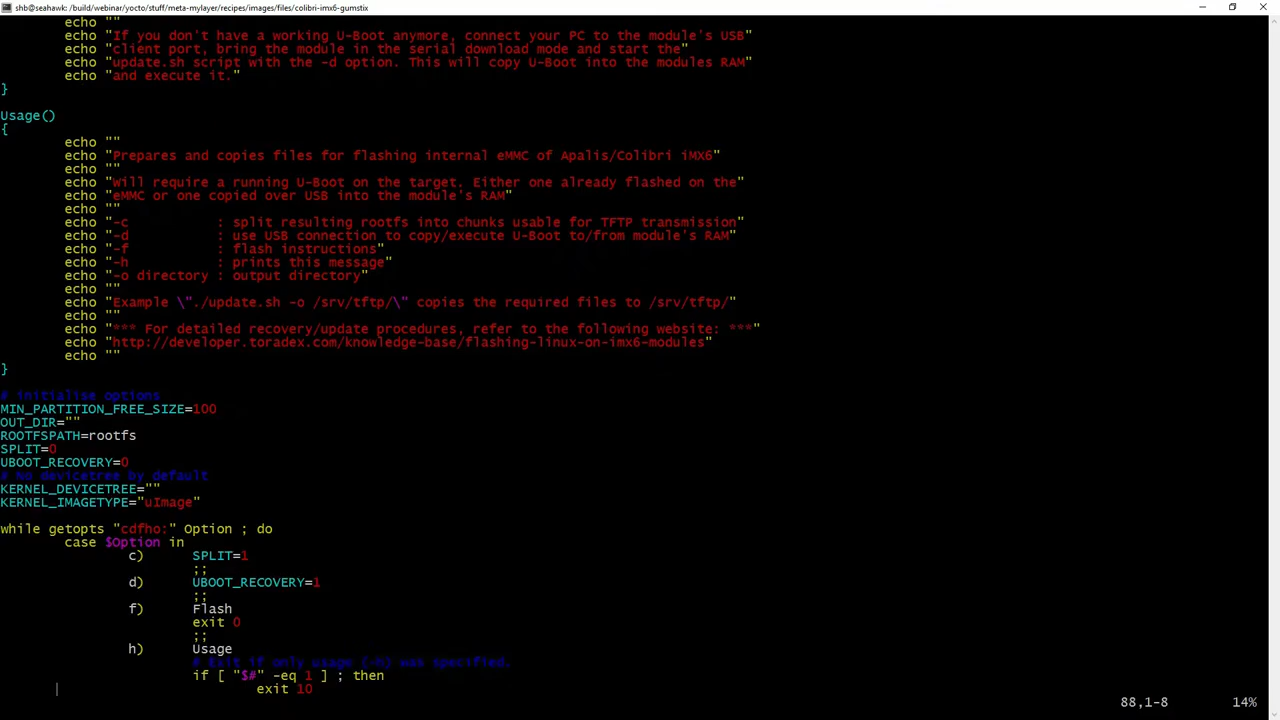 shb@seahawk: /build/webinar/yocto/stuff/meta-mylayer/recipes/images/files/colibri-imx6-gumstix
echo ""
echo "If you don't have a working U-Boot anymore, connect your PC to the module's USB"
echo "client port, bring the module in the serial download mode and start the"
echo "update.sh script with the -d option. This will copy U-Boot into the modules RAM"
echo "and execute it."
}
Usage()
{
echo ""
echo "Prepares and copies files for flashing internal eMMC of Apalis/Colibri iMX6"
echo ""
echo "Will require a running U-Boot on the target. Either one already flashed on the"
echo "eMMC or one copied over USB into the module's RAM"
echo ""
echo "-c : split resulting rootfs into chunks usable for TFTP transmission"
echo "-d : use USB connection to copy/execute U-Boot to/from module's RAM"
echo "-f : flash instructions"
echo "-h : prints this message"
echo "-o directory : output directory"
echo ""
echo "Example \"./update.sh -o /srv/tftp/\" copies the required files to /srv/tftp/"
echo ""
echo "*** For detailed recovery/update procedures, refer to the following website: ***"
echo "http://developer.toradex.com/knowledge-base/flashing-linux-on-imx6-modules"
echo ""
}
# initialise options
MIN_PARTITION_FREE_SIZE=100
OUT_DIR=""
ROOTFSPATH=rootfs
SPLIT=0
UBOOT_RECOVERY=0
# No devicetree by default
KERNEL_DEVICETREE=""
KERNEL_IMAGETYPE="uImage"
while getopts "cdfho:" Option ; do
case $Option in
c) SPLIT=1
;;
d) UBOOT_RECOVERY=1
;;
f) Flash
exit 0
;;
h) Usage
# Exit if only usage (-h) was specified.
if [ "$#" -eq 1 ] ; then
exit 10
88,1-8 14%